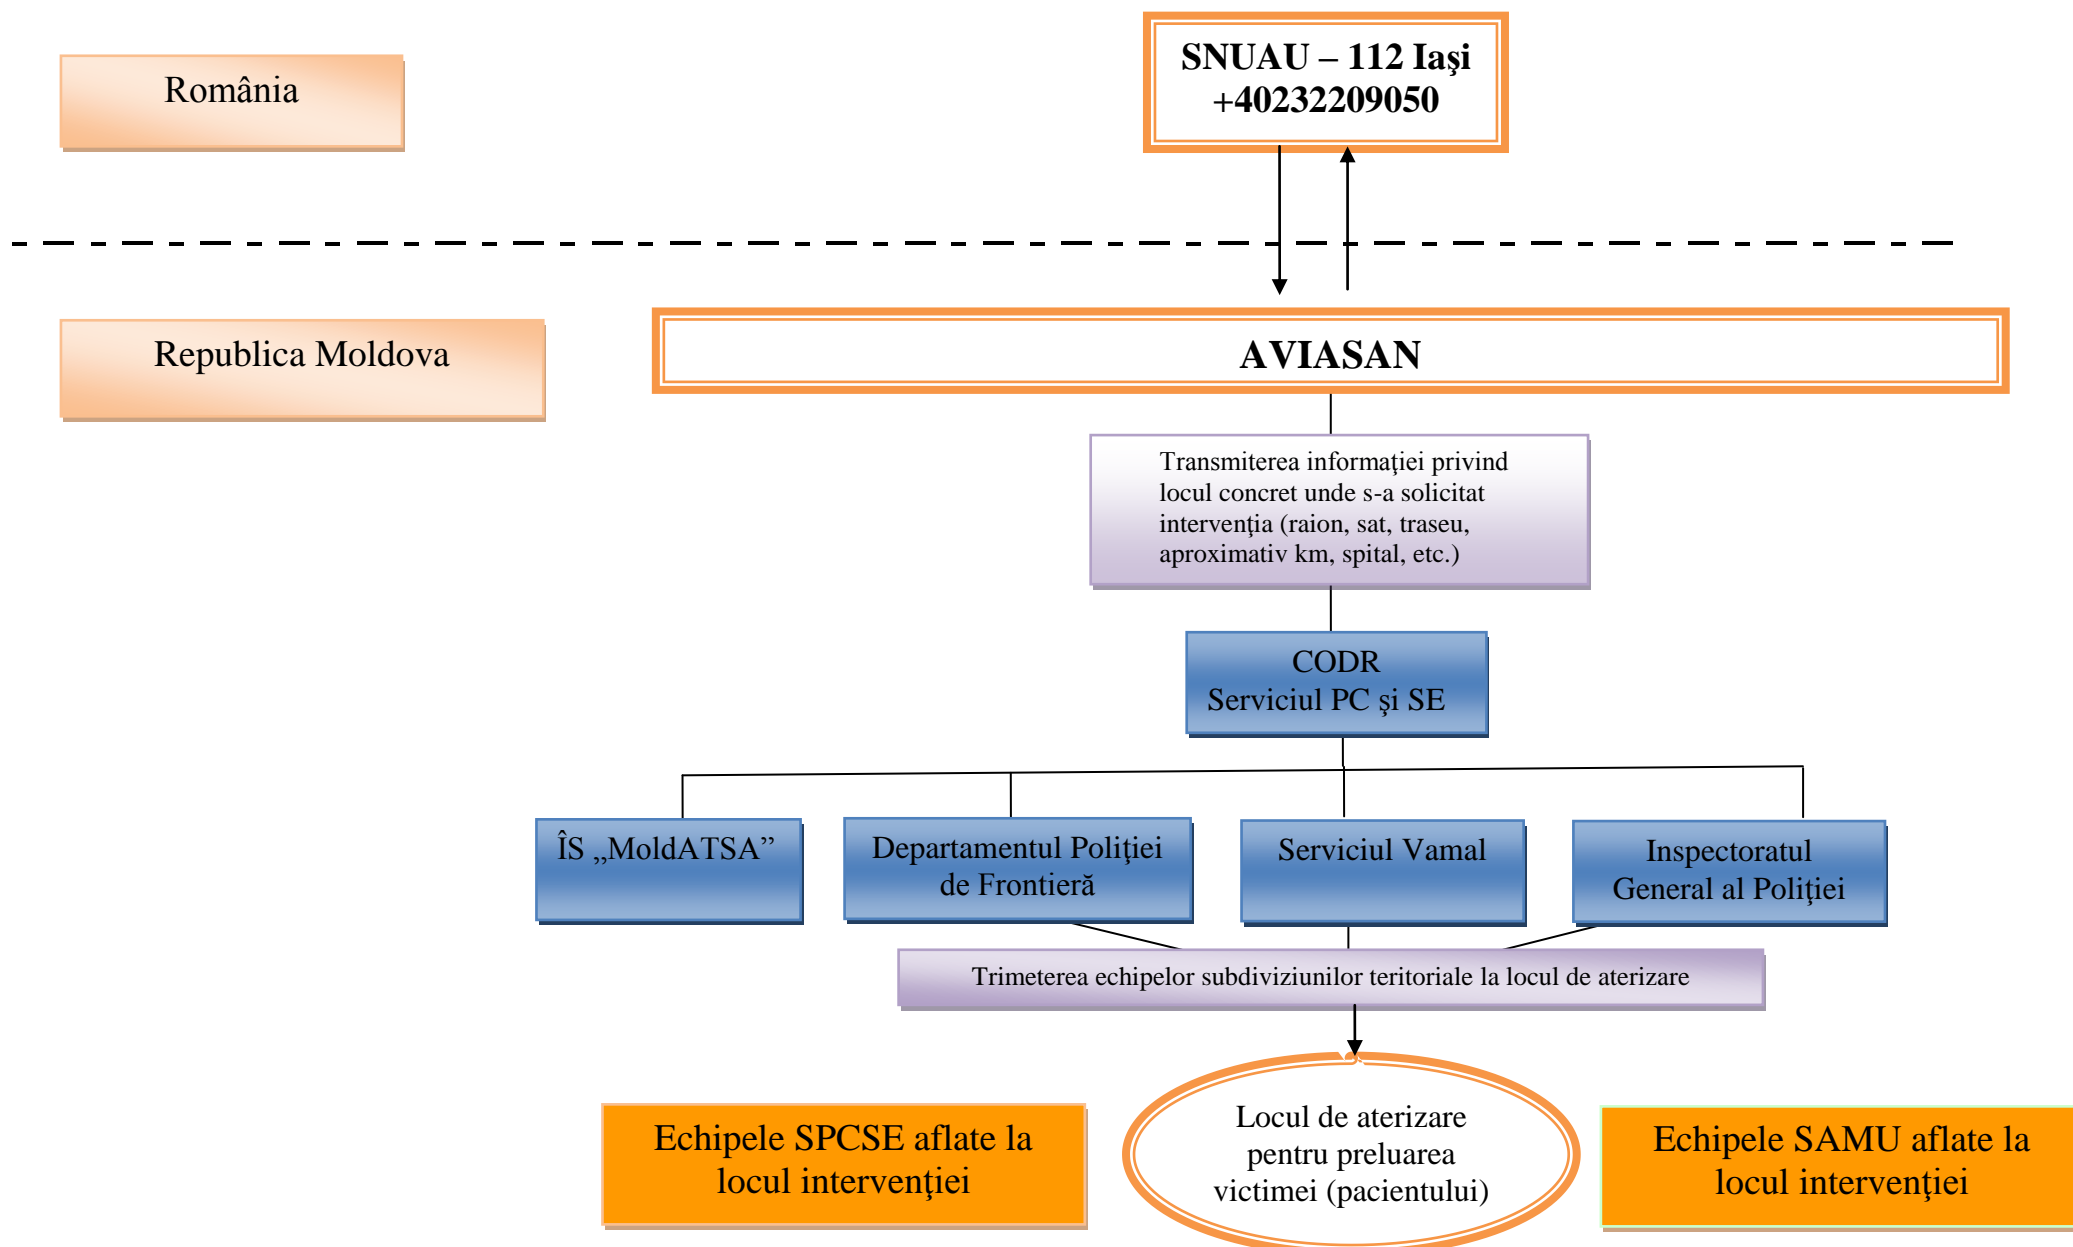 România
SNUAU – 112 Iaşi
+40232209050
Republica Moldova
AVIASAN
Transmiterea informaţiei privind
locul concret unde s-a solicitat
intervenţia (raion, sat, traseu,
aproximativ km, spital, etc.)
CODR
Serviciul PC şi SE
ÎS „MoldATSA”
Departamentul Poliţiei
de Frontieră
Serviciul Vamal
Inspectoratul
General al Poliţiei
Trimeterea echipelor subdiviziunilor teritoriale la locul de aterizare
Echipele SPCSE aflate la
locul intervenţiei
Locul de aterizare
pentru preluarea
victimei (pacientului)
Echipele SAMU aflate la
locul intervenţiei